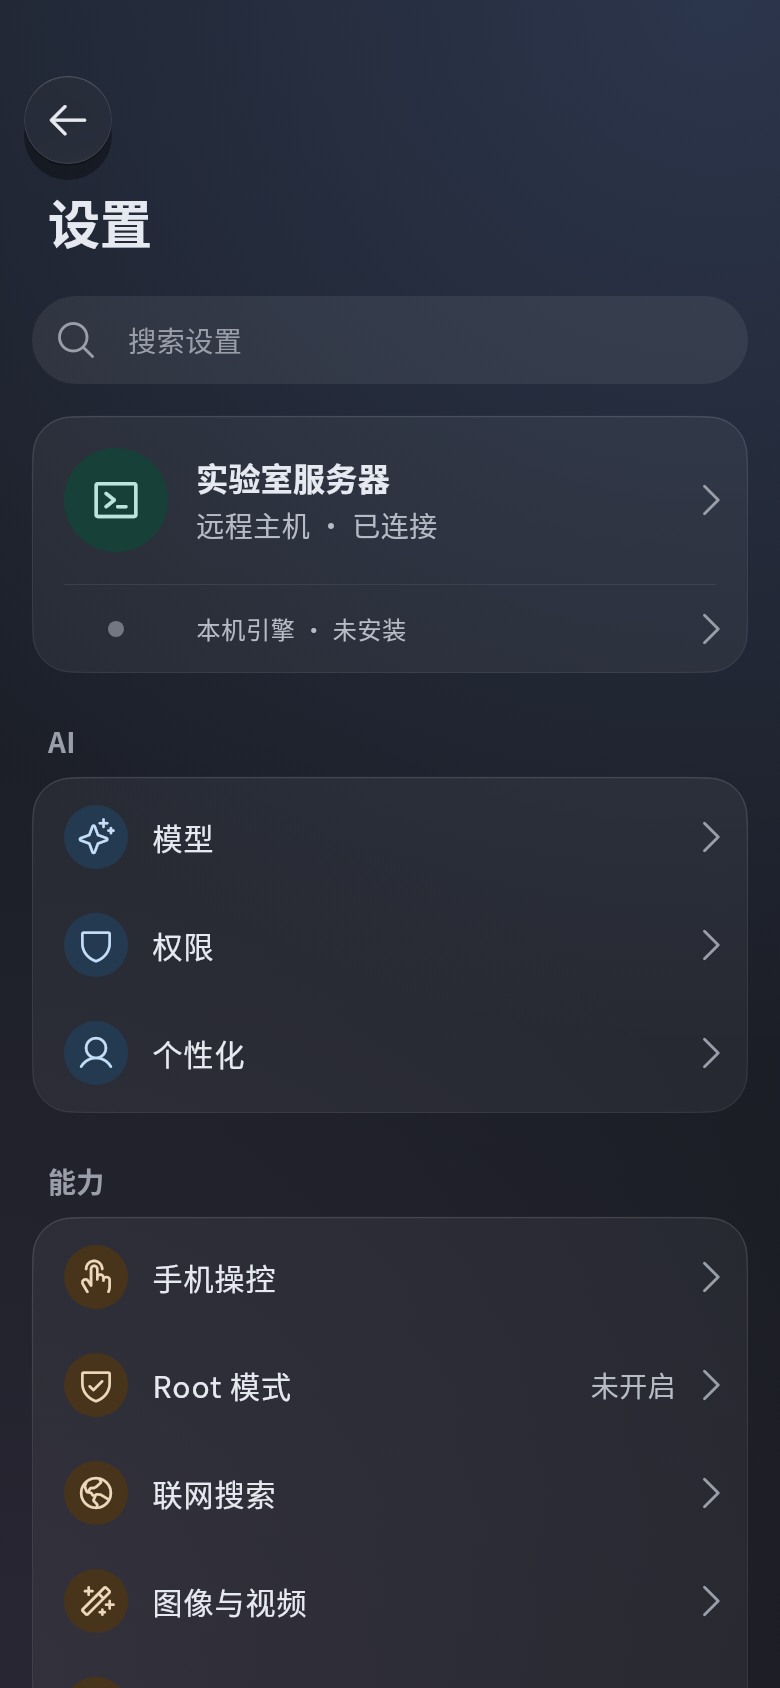 设置
搜索设置
实验室服务器
远程主机 · 已连接
本机引擎 · 未安装
AI
模型
权限
个性化
能力
手机操控
Root 模式 未开启
联网搜索
图像与视频